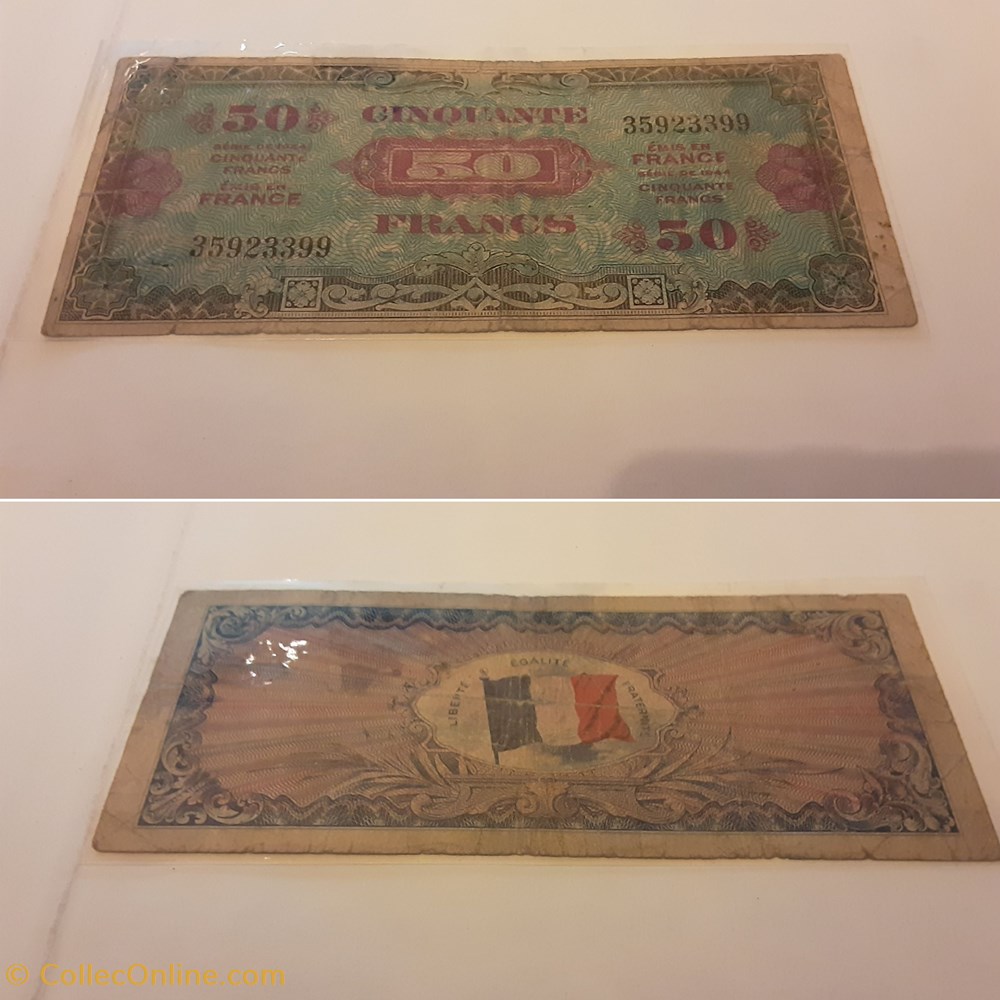 50 CINQUANTE 35923399
SÉRIE DE 1944
CINQUANTE
FRANCS
ÉMIS EN
FRANCE
50
ÉMIS EN
FRANCE
SÉRIE DE 1944
CINQUANTE
FRANCS
35923399 FRANCS 50
LIBERTÉ ÉGALITÉ FRATERNITÉ
© CollecOnline.com